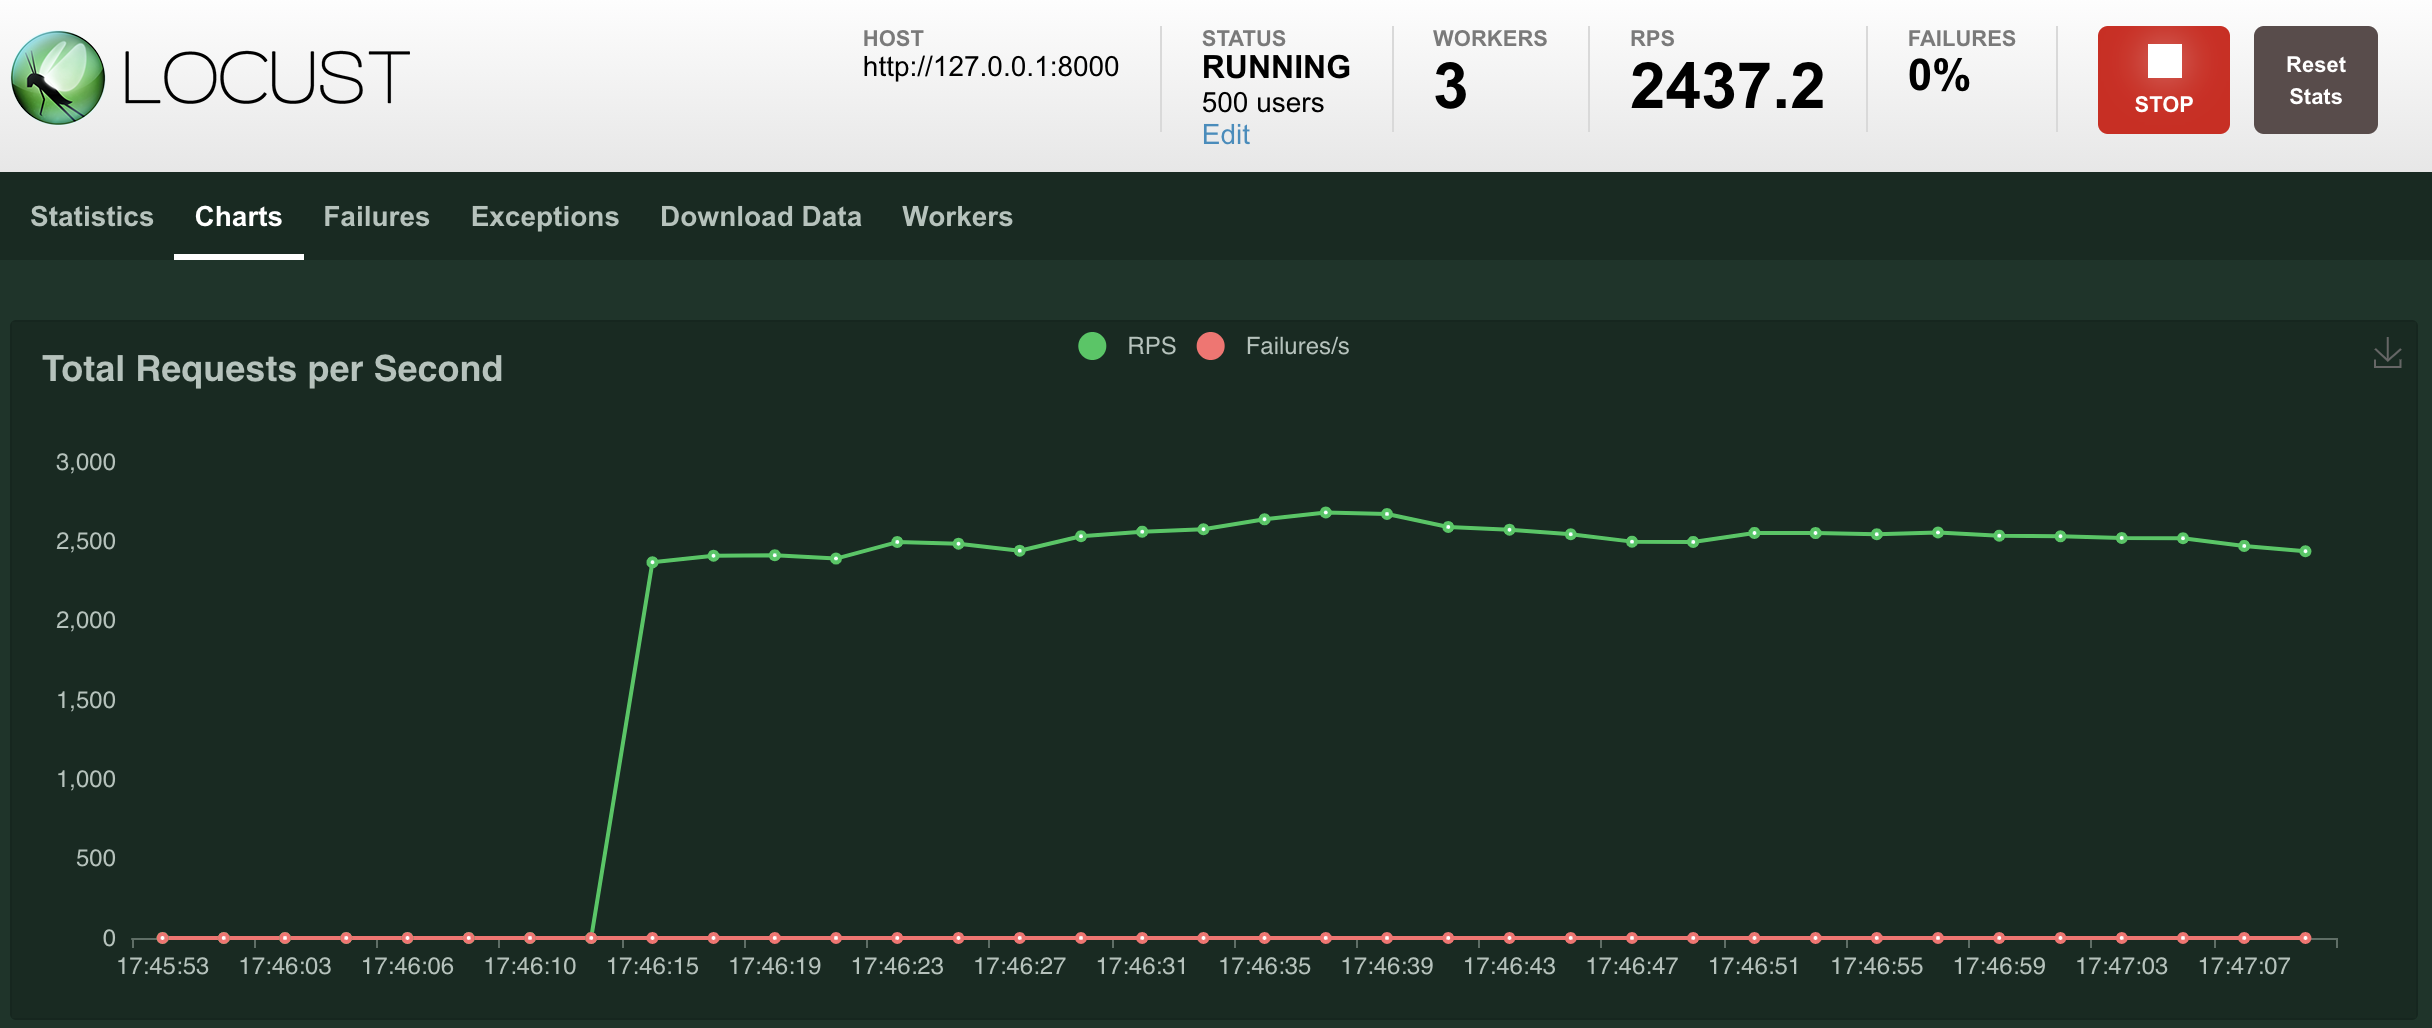 LOCUST
HOST
http://127.0.0.1:8000
STATUS
RUNNING
500 users
Edit
WORKERS
3
RPS
2437.2
FAILURES
0%
STOP
Reset
Stats
Statistics Charts Failures Exceptions Download Data Workers
Total Requests per Second
RPS Failures/s
3,000
2,500
2,000
1,500
1,000
500
0
17:45:53 17:46:03 17:46:06 17:46:10 17:46:15 17:46:19 17:46:23 17:46:27 17:46:31 17:46:35 17:46:39 17:46:43 17:46:47 17:46:51 17:46:55 17:46:59 17:47:03 17:47:07